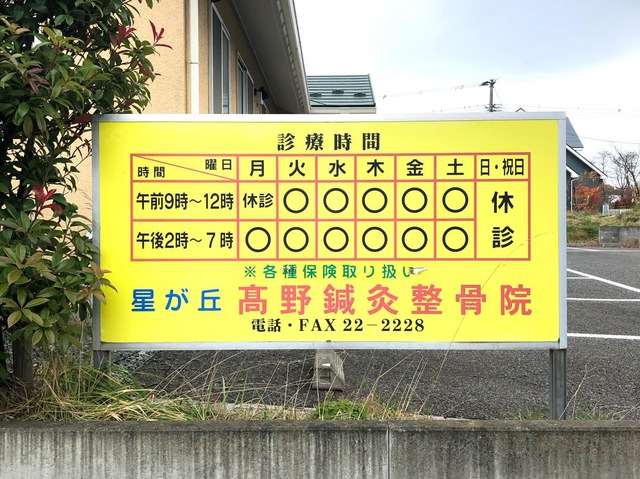 診療時間
時間 曜日 月 火 水 木 金 土 日・祝日
午前9時〜12時 休診 〇 〇 〇 〇 〇 休診
午後2時〜7時 〇 〇 〇 〇 〇 〇
※各種保険取り扱い
星が丘 髙野鍼灸整骨院
電話・FAX 22-2228